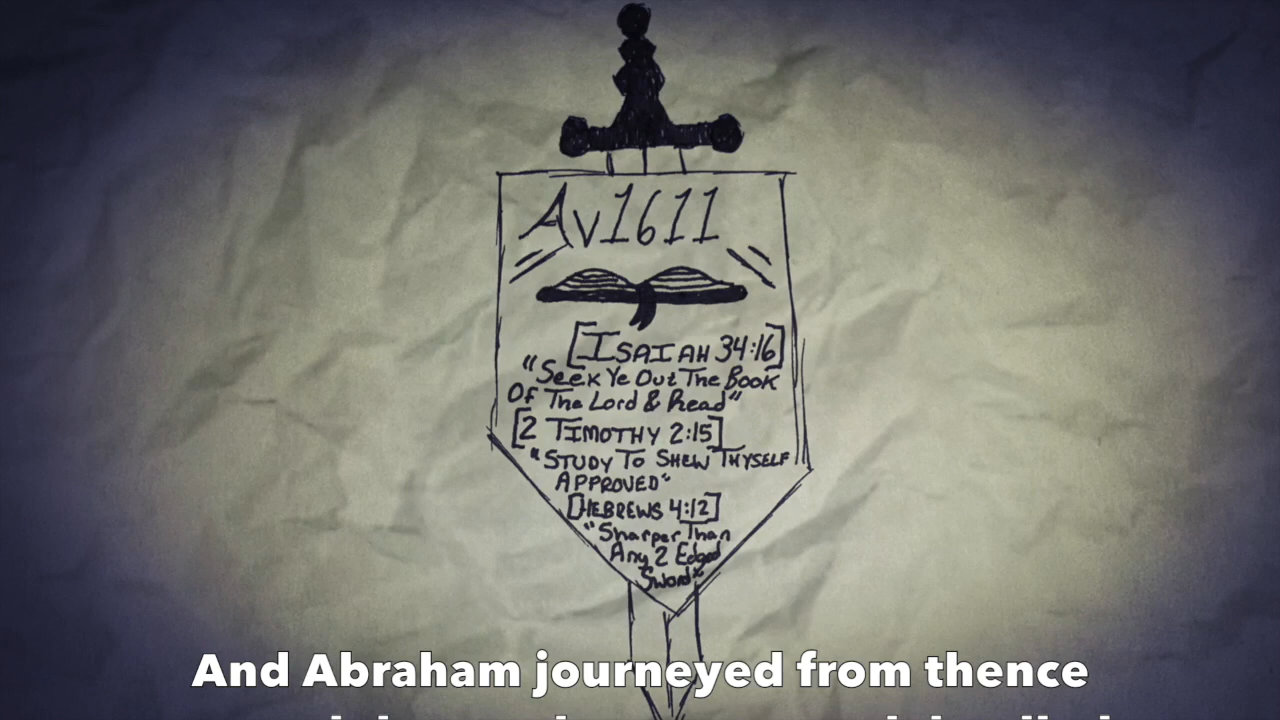 Av1611
[ISAIAH 34:16]
"Seek Ye Out The Book
Of The Lord & Read"
[2 TIMOTHY 2:15]
"STUDY TO SHEW THYSELF
APPROVED"
[HEBREWS 4:12]
"Sharper Than
Any 2 Edged
Sword"
And Abraham journeyed from thence